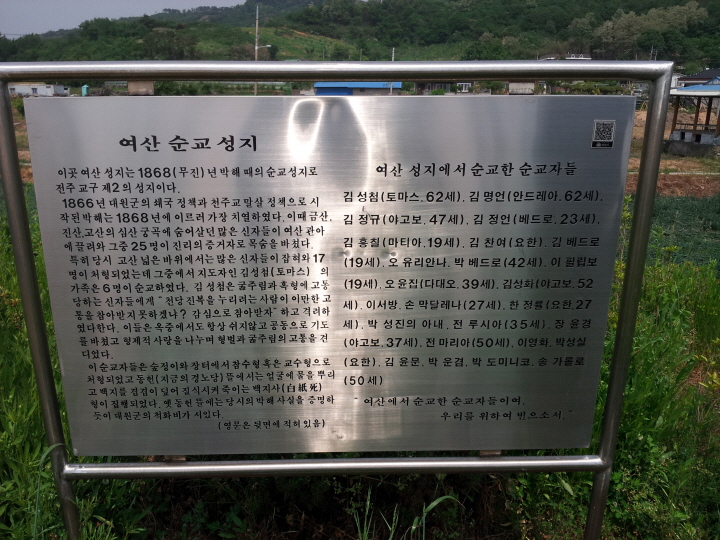 여산 순교 성지
이곳 여산 성지는 1868(무진)년 박해 때의 순교성지로
전주 교구 제2의 성지이다.
1866년 대원군의 쇄국 정책과 천주교 말살 정책으로 시
작된 박해는 1868년에 이르러 가장 치열하였다. 이때 금산,
진산,고산의 심산 궁곡에 숨어살던 많은 신자들이 여산 관아
에 끌려와 그중 25명이 진리의 증거자로 목숨을 바쳤다.
특히 당시 고산 넓은 바위에서는 많은 신자들이 잡혀와 17
명이 처형되었는데 그중에서 지도자인 김성첨(토마스) 의
가족은 6명이 순교하였다. 김 성첨은 굶주림과 혹형에 고통
당하는 신자들에게 "천당진복을 누리려는 사람이 이만한 고
통을 참아받지 못하겠냐? 감심으로 참아받자"하고 격려하
였다한다. 이들은 옥중에서도 항상 쉬지않고 공동으로 기도
를 바쳤고 형제적 사랑을 나누며 형벌과 굶주림의 고통을 견
디었다.
이 순교자들은 숲정이와 장터에서 참수형 혹은 교수형으로
처형되었고 동헌(지금의 경노당) 뜰에서는 얼굴에 물을 뿌리
고 백지를 겹겹이 덮어 질식시켜 죽이는 백지사(白紙死)
형이 집행되었다. 옛 동헌 뜰에는 당시의 박해 사실을 증명하
듯이 대원군의 척화비가 서있다.
(영문은 뒷면에 적혀있음)
여산 성지에서 순교한 순교자들
김 성첨(토마스, 62세), 김 명언(안드레아, 62세),
김 정규(야고보, 47세), 김 정언(베드로, 23세),
김 흥칠(마티아, 19세), 김 찬여(요한), 김 베드로
(19세), 오 유리안나, 박 베드로(42세), 이 필립보
(19세), 오 윤집(다대오, 39세), 김성화(야고보, 52
세), 이서방, 손 막달레나(27세), 한 정률(요한, 27
세), 박 성진의 아내, 전 루시아(35세), 장 윤경
(야고보, 37세), 전 마리아(50세), 이영화, 박성실
(요한), 김 윤문, 박 운겸, 박 도미니코, 송 가롤로
(50세)
"여산에서 순교한 순교자들이여,
우리를 위하여 빌으소서."